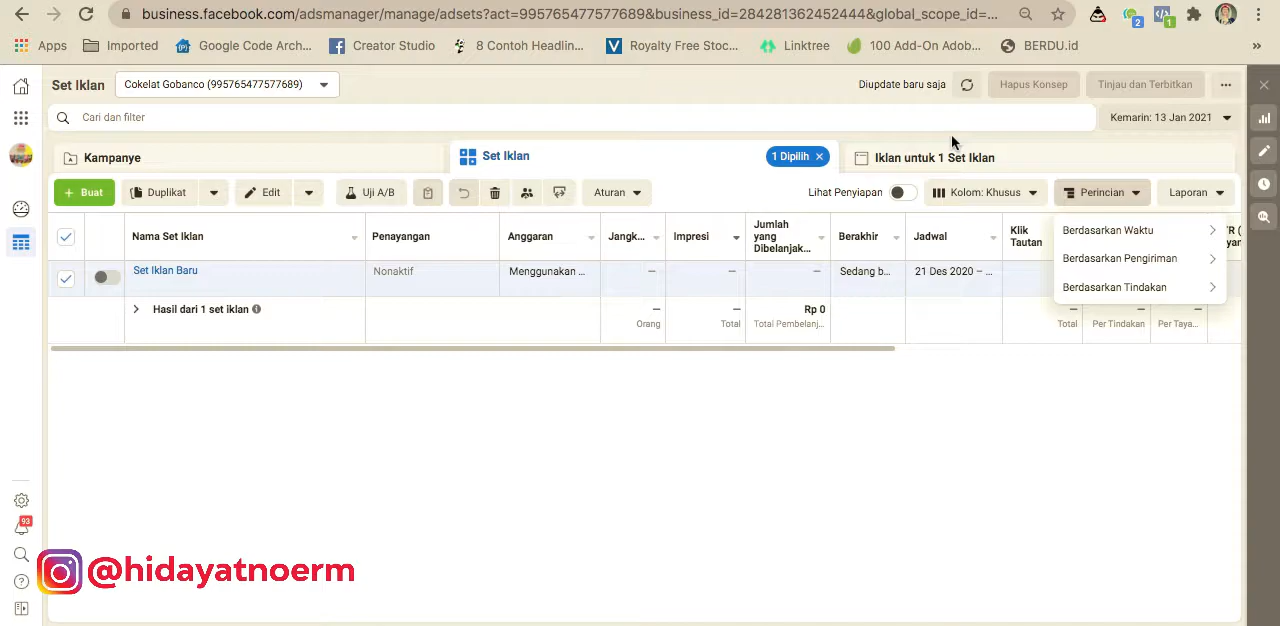 business.facebook.com/adsmanager/manage/adsets?act=995765477577689&business_id=284281362452444&global_scope_id=...
2
1
Apps
Imported
Google Code Arch...
Creator Studio
8 Contoh Headlin...
Royalty Free Stoc...
Linktree
100 Add-On Adob...
BERDU.id
»
Set Iklan
Cokelat Gobanco (995765477577689)
Diupdate baru saja
Hapus Konsep
Tinjau dan Terbitkan
Cari dan filter
Kemarin: 13 Jan 2021
Kampanye
Set Iklan
1 Dipilih ×
Iklan untuk 1 Set Iklan
+ Buat
Duplikat
Edit
Uji A/B
Aturan
Lihat Penyiapan
Kolom: Khusus
Perincian
Laporan
Nama Set Iklan
Penayangan
Anggaran
Jangk...
Impresi
Jumlah yang Dibelanjak...
Berakhir
Jadwal
Klik Tautan
Berdasarkan Waktu
Berdasarkan Pengiriman
Berdasarkan Tindakan
Set Iklan Baru
Nonaktif
Menggunakan ...
—
—
—
Sedang b...
21 Des 2020 – ...
Hasil dari 1 set iklan
—
—
Rp 0
—
—
—
Orang
Total
Total Pembelanj...
Total
Per Tindakan
Per Taya...
93
@hidayatnoerm